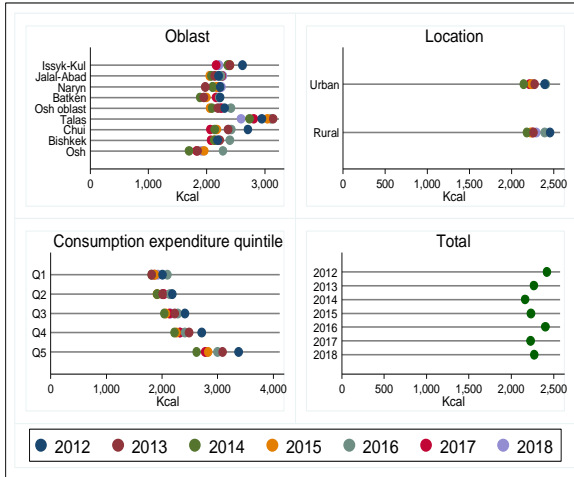 Oblast
Issyk-Kul
Jalal-Abad
Naryn
Batken
Osh oblast
Talas
Chui
Bishkek
Osh
0 1,000 2,000 3,000
Kcal
Location
Urban
Rural
0 500 1,000 1,500 2,000 2,500
Kcal
Consumption expenditure quintile
Q1
Q2
Q3
Q4
Q5
0 1,000 2,000 3,000 4,000
Kcal
Total
2012
2013
2014
2015
2016
2017
2018
0 500 1,000 1,500 2,000 2,500
Kcal
2012 2013 2014 2015 2016 2017 2018